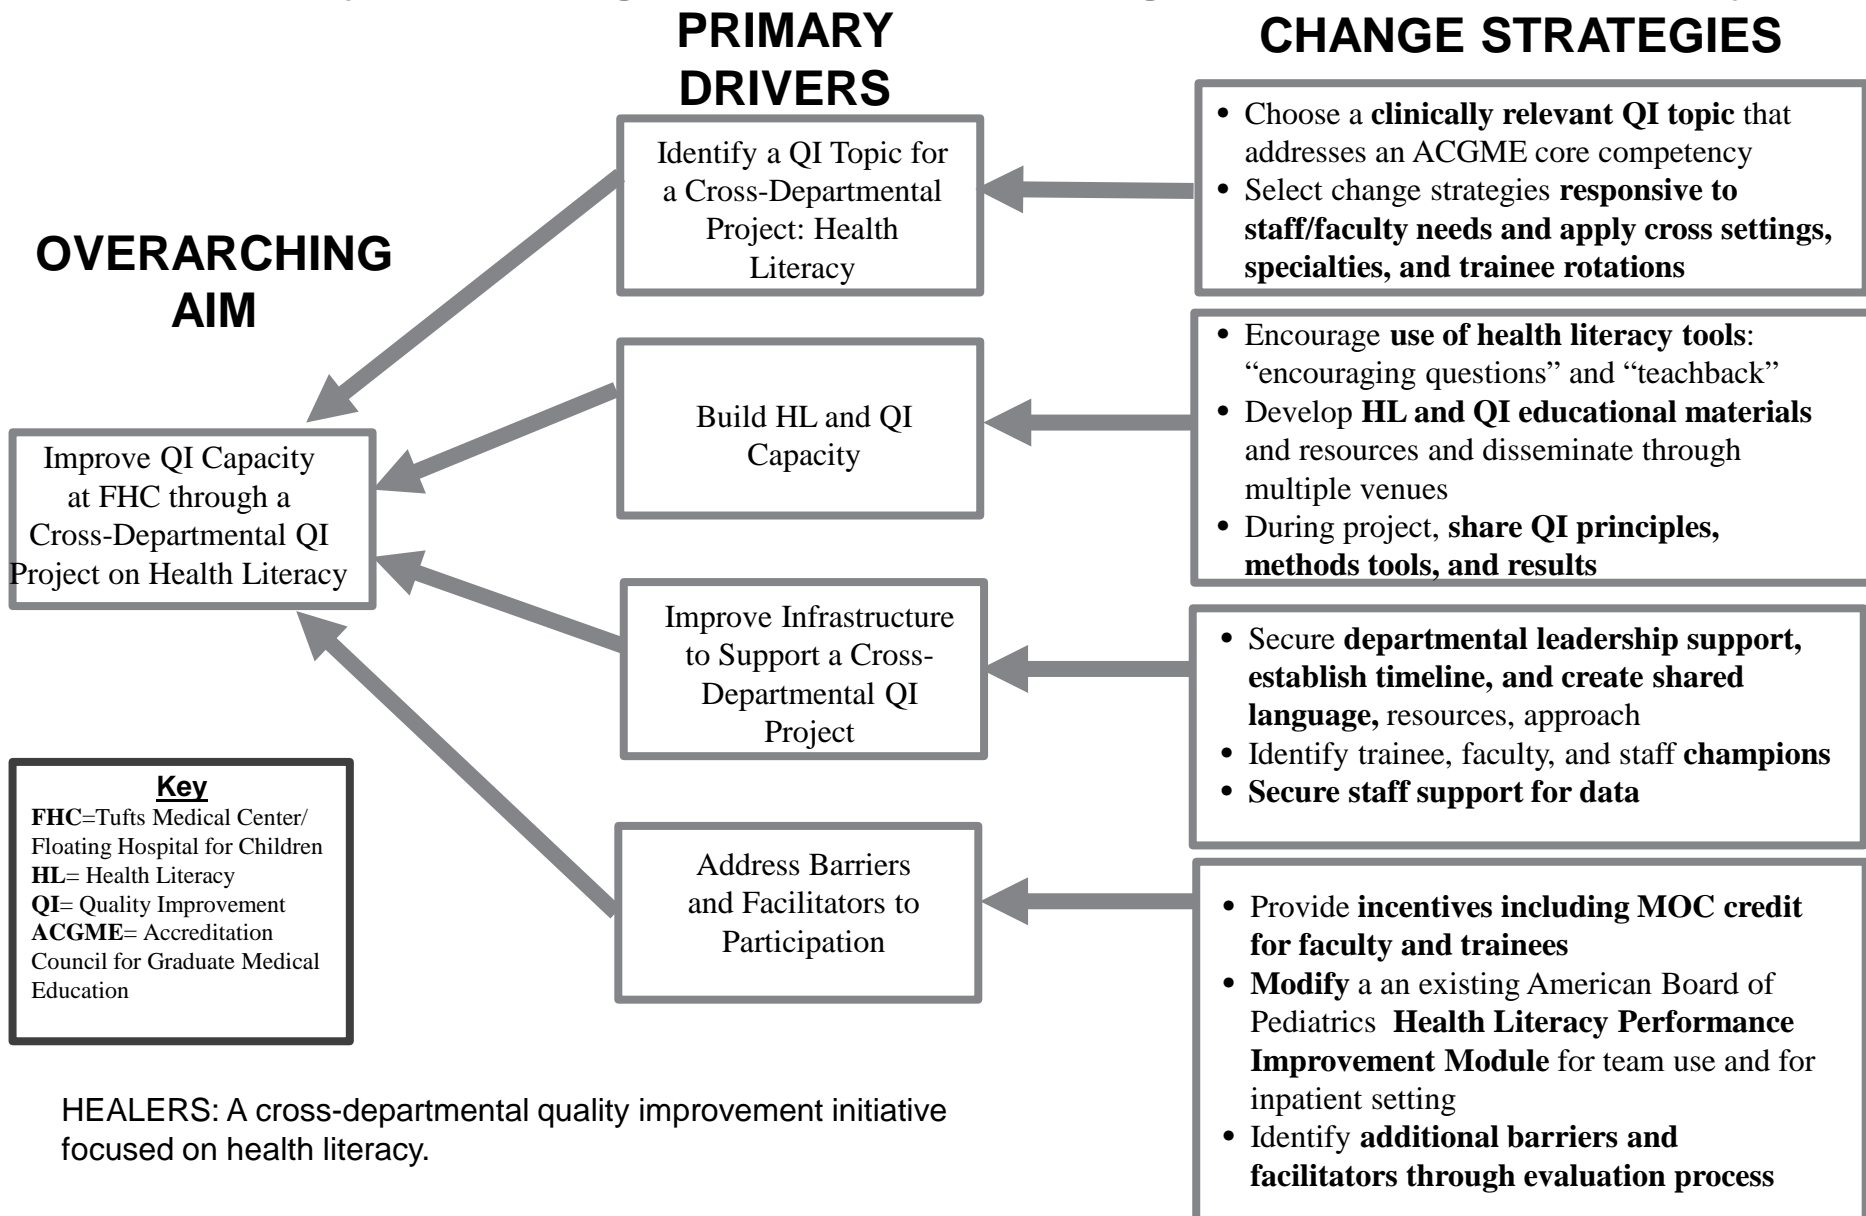 PRIMARY
DRIVERS
CHANGE STRATEGIES
OVERARCHING
AIM
Improve QI Capacity
at FHC through a
Cross-Departmental QI
Project on Health Literacy
Identify a QI Topic for
a Cross-Departmental
Project: Health
Literacy
• Choose a clinically relevant QI topic that
addresses an ACGME core competency
• Select change strategies responsive to
staff/faculty needs and apply cross settings,
specialties, and trainee rotations
Build HL and QI
Capacity
• Encourage use of health literacy tools:
“encouraging questions” and “teachback”
• Develop HL and QI educational materials
and resources and disseminate through
multiple venues
• During project, share QI principles,
methods tools, and results
Improve Infrastructure
to Support a Cross-
Departmental QI
Project
• Secure departmental leadership support,
establish timeline, and create shared
language, resources, approach
• Identify trainee, faculty, and staff champions
• Secure staff support for data
Address Barriers
and Facilitators to
Participation
• Provide incentives including MOC credit
for faculty and trainees
• Modify a an existing American Board of
Pediatrics Health Literacy Performance
Improvement Module for team use and for
inpatient setting
• Identify additional barriers and
facilitators through evaluation process
Key
FHC=Tufts Medical Center/
Floating Hospital for Children
HL= Health Literacy
QI= Quality Improvement
ACGME= Accreditation
Council for Graduate Medical
Education
HEALERS: A cross-departmental quality improvement initiative
focused on health literacy.